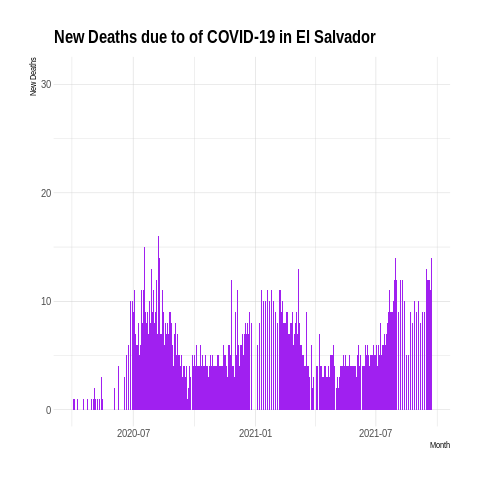 New Deaths due to of COVID-19 in El Salvador
New Deaths
30
20
10
0
2020-07
2021-01
2021-07
Month